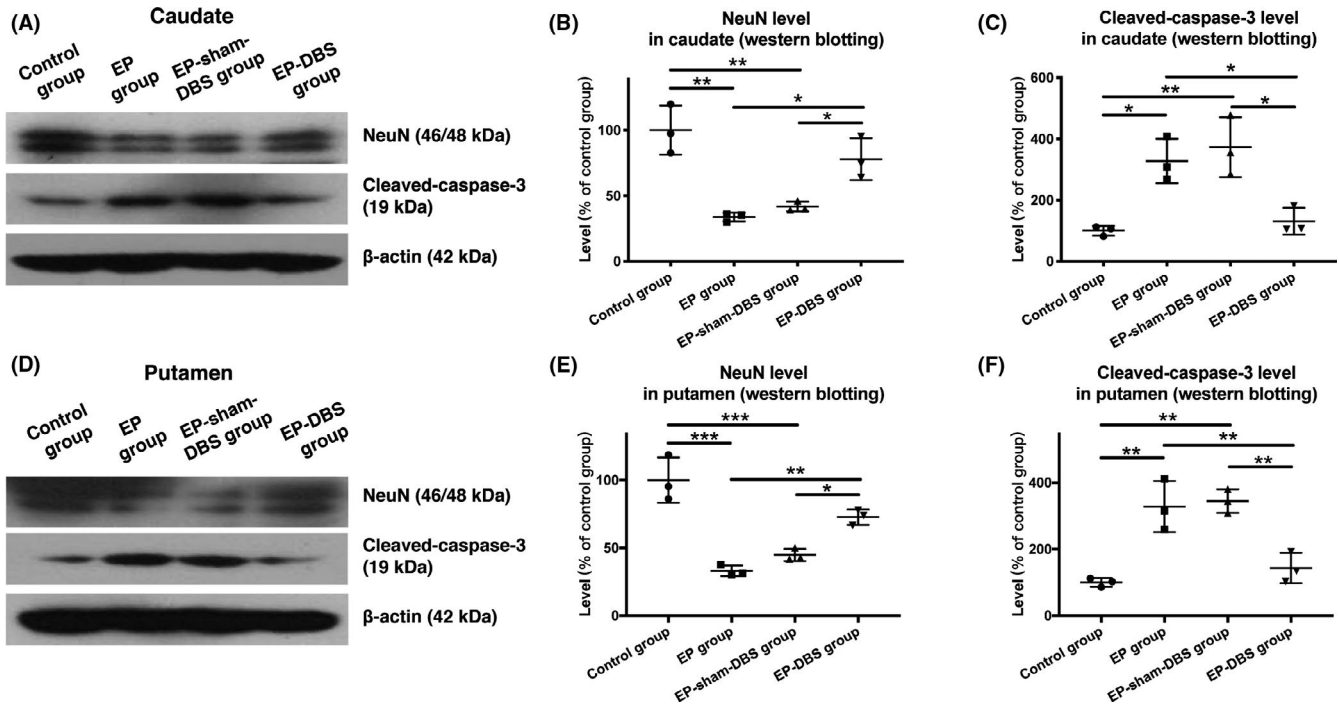 (A)
Caudate
Control
group
EP
group
EP-sham-
DBS group
EP-DBS
group
NeuN (46/48 kDa)
Cleaved-caspase-3
(19 kDa)
β-actin (42 kDa)
(B)
NeuN level
in caudate (western blotting)
Level (% of control group)
100
50
0
**
**
*
*
Control group
EP group
EP-sham-DBS group
EP-DBS group
(C)
Cleaved-caspase-3 level
in caudate (western blotting)
Level (% of control group)
600
400
200
0
*
**
*
*
Control group
EP group
EP-sham-DBS group
EP-DBS group
(D)
Putamen
Control
group
EP
group
EP-sham-
DBS group
EP-DBS
group
NeuN (46/48 kDa)
Cleaved-caspase-3
(19 kDa)
β-actin (42 kDa)
(E)
NeuN level
in putamen (western blotting)
Level (% of control group)
100
50
0
***
***
**
*
Control group
EP group
EP-sham-DBS group
EP-DBS group
(F)
Cleaved-caspase-3 level
in putamen (western blotting)
Level (% of control group)
400
200
0
**
**
**
**
Control group
EP group
EP-sham-DBS group
EP-DBS group